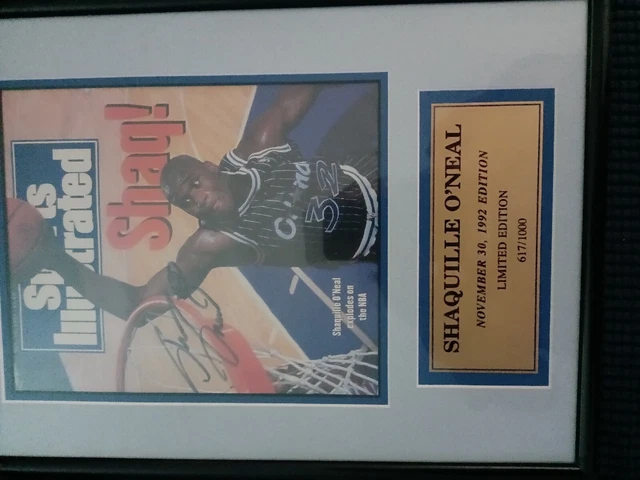 Sports
Illustrated
Shaq!
Orlando
32
Shaquille O'Neal
explodes on
the NBA
SHAQUILLE O'NEAL
NOVEMBER 30, 1992 EDITION
LIMITED EDITION
617/1000